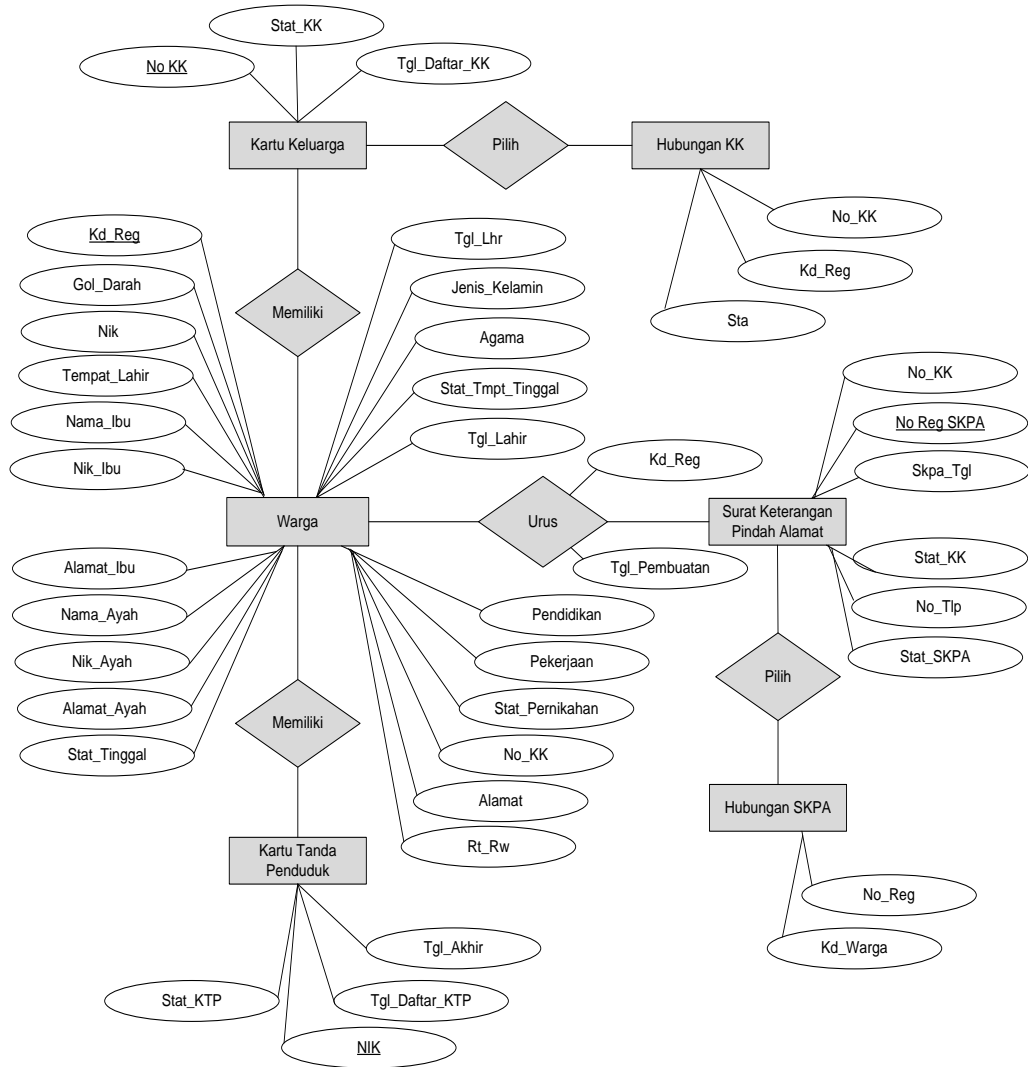 Stat_KK
No KK
Tgl_Daftar_KK
Kartu Keluarga
Pilih
Hubungan KK
No_KK
Kd_Reg
Sta
Kd_Reg
Gol_Darah
Nik
Tempat_Lahir
Nama_Ibu
Nik_Ibu
Memiliki
Tgl_Lhr
Jenis_Kelamin
Agama
Stat_Tmpt_Tinggal
Tgl_Lahir
No_KK
No Reg SKPA
Skpa_Tgl
Kd_Reg
Warga
Urus
Surat Keterangan
Pindah Alamat
Tgl_Pembuatan
Stat_KK
No_Tlp
Stat_SKPA
Alamat_Ibu
Nama_Ayah
Nik_Ayah
Alamat_Ayah
Stat_Tinggal
Memiliki
Pendidikan
Pekerjaan
Stat_Pernikahan
No_KK
Alamat
Rt_Rw
Pilih
Hubungan SKPA
No_Reg
Kd_Warga
Kartu Tanda
Penduduk
Tgl_Akhir
Stat_KTP
Tgl_Daftar_KTP
NIK